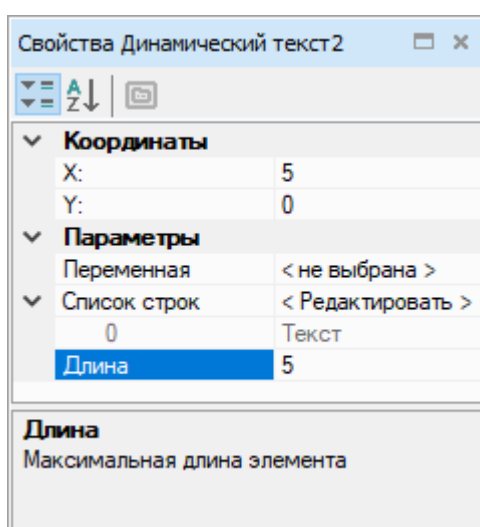 Свойства Динамический текст2
Координаты
X: 5
Y: 0
Параметры
Переменная < не выбрана >
Список строк < Редактировать >
0 Текст
Длина 5
Длина
Максимальная длина элемента